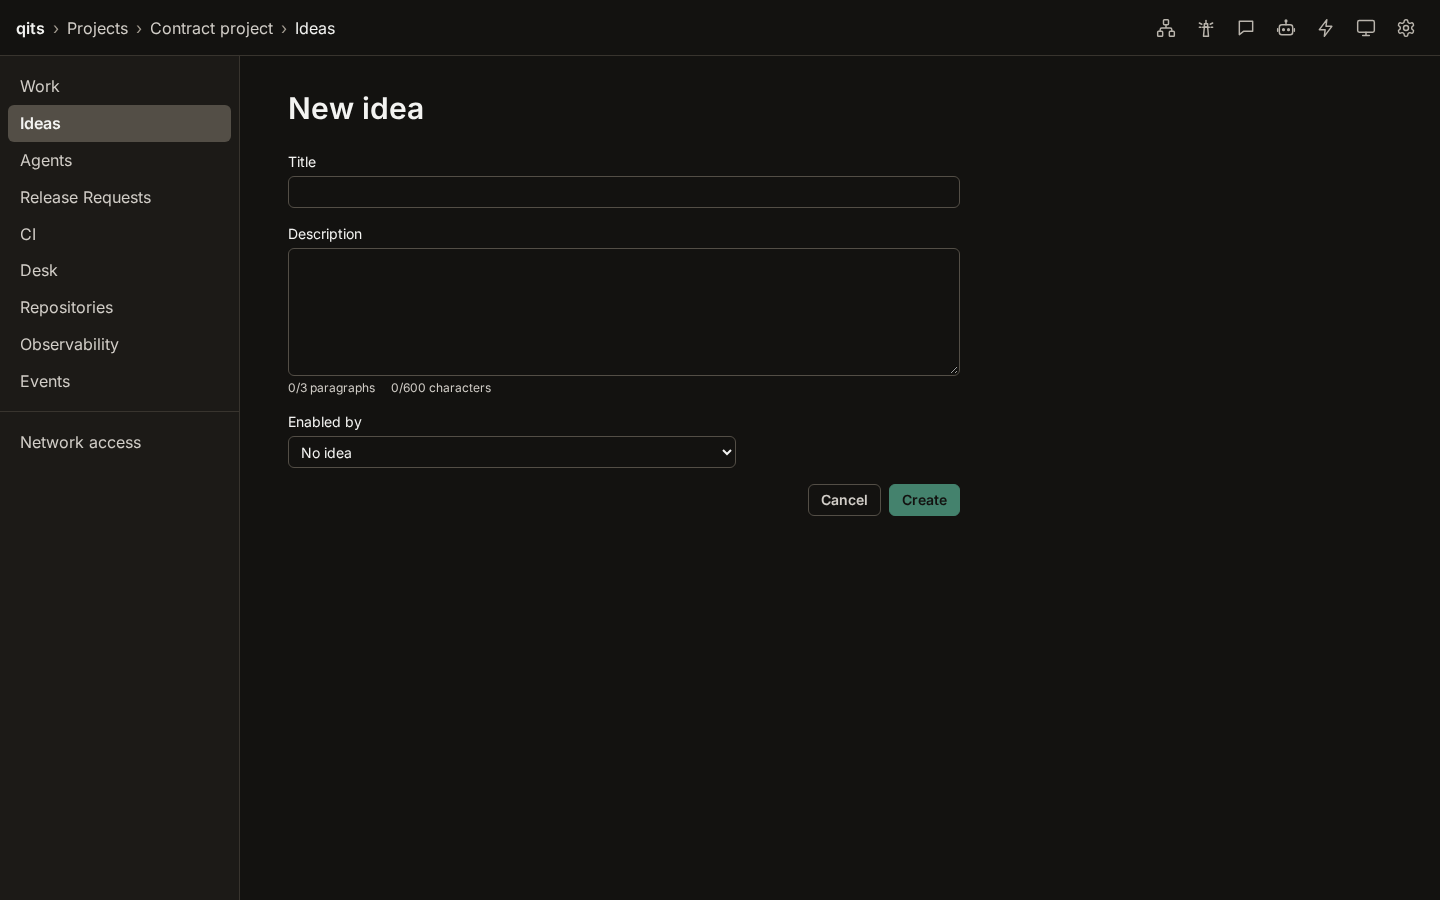 qits › Projects › Contract project › Ideas
Work
Ideas
Agents
Release Requests
CI
Desk
Repositories
Observability
Events
Network access
New idea
Title
Description
0/3 paragraphs 0/600 characters
Enabled by
No idea
Cancel Create